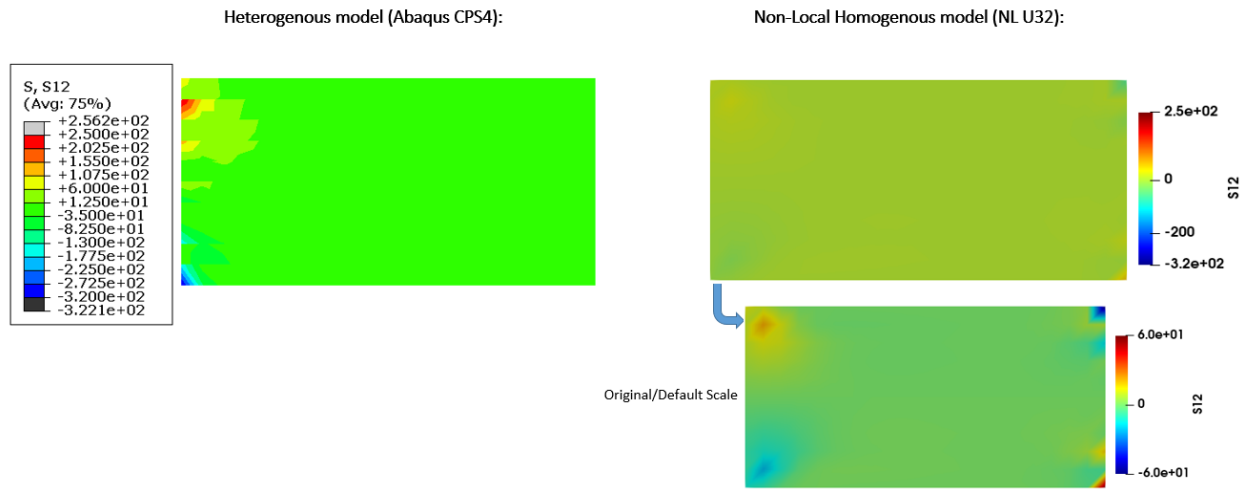 Heterogenous model (Abaqus CPS4):
Non-Local Homogenous model (NL U32):
S, S12
(Avg: 75%)
+2.562e+02
+2.500e+02
+2.025e+02
+1.550e+02
+1.075e+02
+6.000e+01
+1.250e+01
-3.500e+01
-8.250e+01
-1.300e+02
-1.775e+02
-2.250e+02
-2.725e+02
-3.200e+02
-3.221e+02
2.5e+02
0
-200
-3.2e+02
S12
Original/Default Scale
6.0e+01
0
-6.0e+01
S12